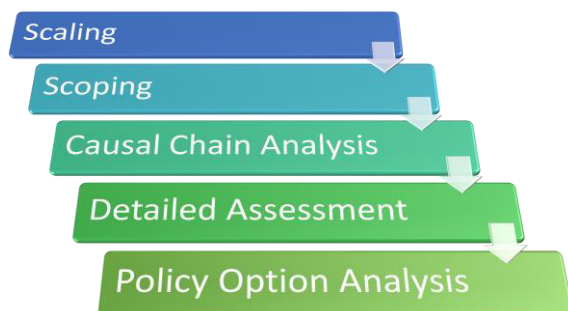 Scaling
Scoping
Causal Chain Analysis
Detailed Assessment
Policy Option Analysis